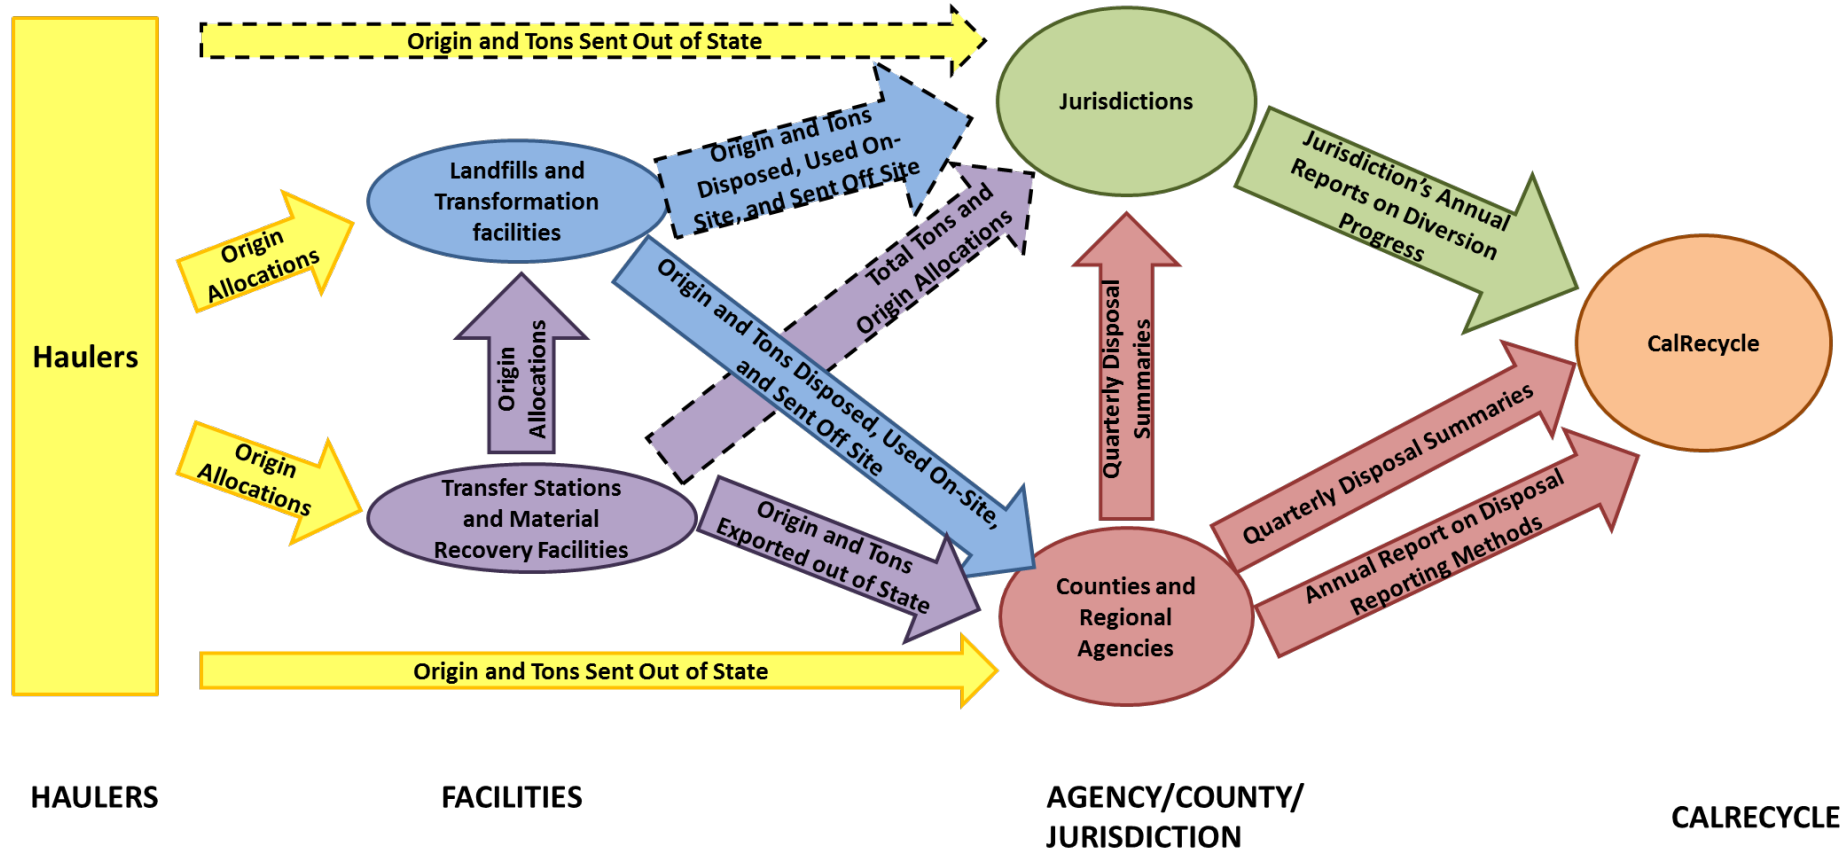 Origin and Tons Sent Out of State
Jurisdictions
Origin and Tons
Disposed, Used On-
Site, and Sent Off Site
Landfills and
Transformation
facilities
Jurisdiction's Annual
Reports on Diversion
Progress
Origin
Allocations
Total Tons and
Origin Allocations
Haulers
Origin
Allocations
Origin and Tons Disposed, Used On-Site,
and Sent Off Site
Quarterly Disposal
Summaries
CalRecycle
Origin
Allocations
Transfer Stations
and Material
Recovery Facilities
Origin and Tons
Exported out of State
Quarterly Disposal Summaries
Annual Report on Disposal
Reporting Methods
Counties and
Regional
Agencies
Origin and Tons Sent Out of State
HAULERS
FACILITIES
AGENCY/COUNTY/
JURISDICTION
CALRECYCLE